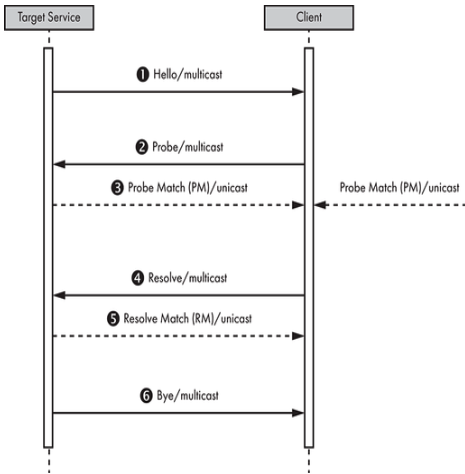 Target Service
Client
❶ Hello/multicast
❷ Probe/multicast
❸ Probe Match (PM)/unicast
Probe Match (PM)/unicast
❹ Resolve/multicast
❺ Resolve Match (RM)/unicast
❻ Bye/multicast